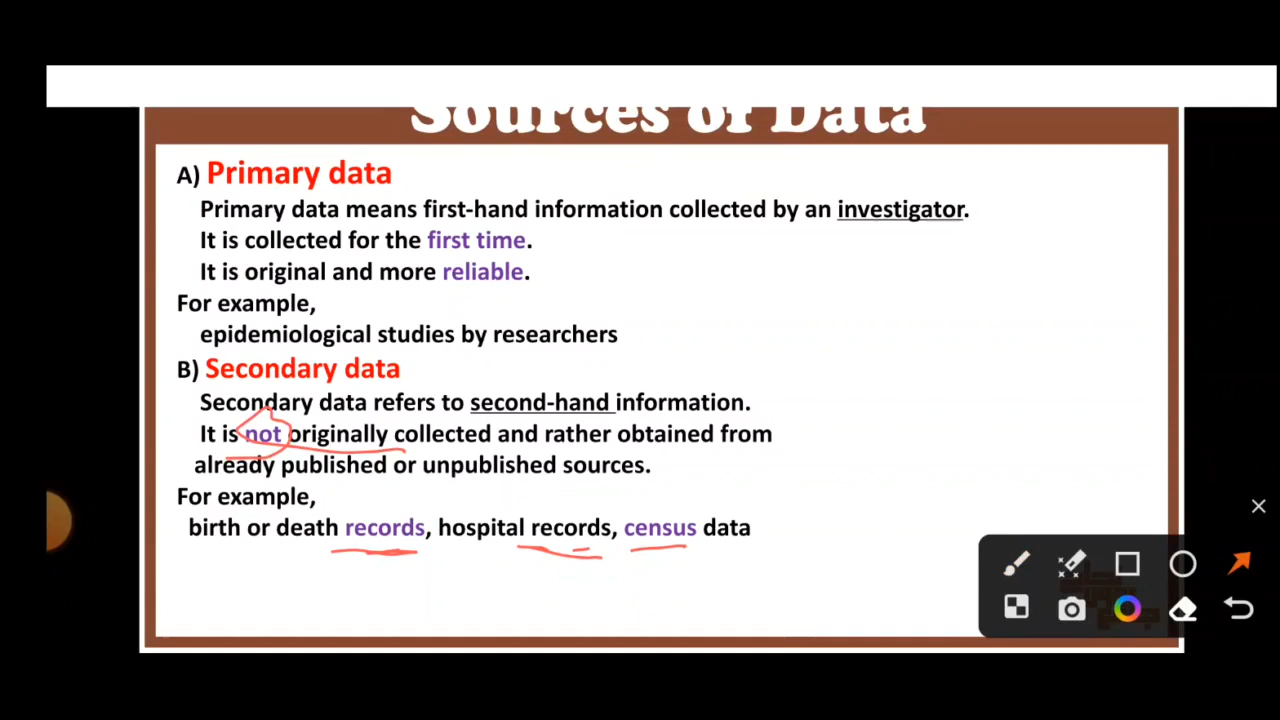 Sources of Data
A) Primary data
Primary data means first-hand information collected by an investigator.
It is collected for the first time.
It is original and more reliable.
For example,
epidemiological studies by researchers
B) Secondary data
Secondary data refers to second-hand information.
It is not originally collected and rather obtained from
already published or unpublished sources.
For example,
birth or death records, hospital records, census data